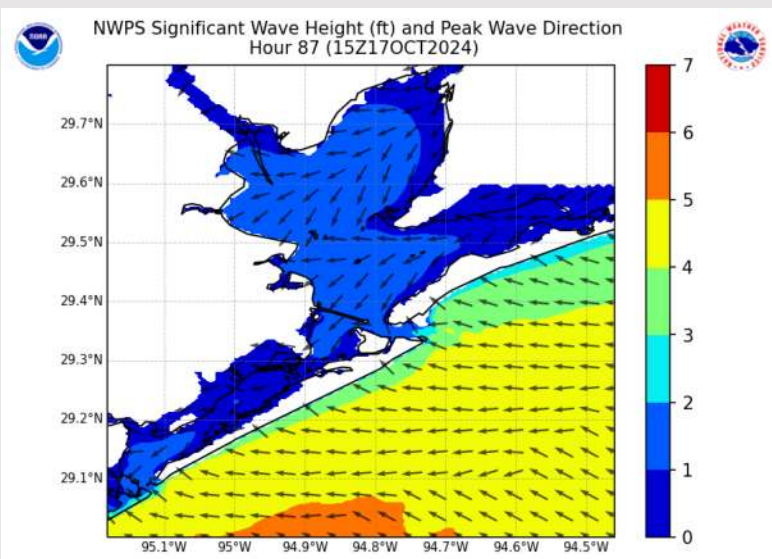 NWPS Significant Wave Height (ft) and Peak Wave Direction
Hour 87 (15Z17OCT2024)
NOAA
29.7°N
29.6°N
29.5°N
29.4°N
29.3°N
29.2°N
29.1°N
95.1°W 95°W 94.9°W 94.8°W 94.7°W 94.6°W 94.5°W
7
6
5
4
3
2
1
0